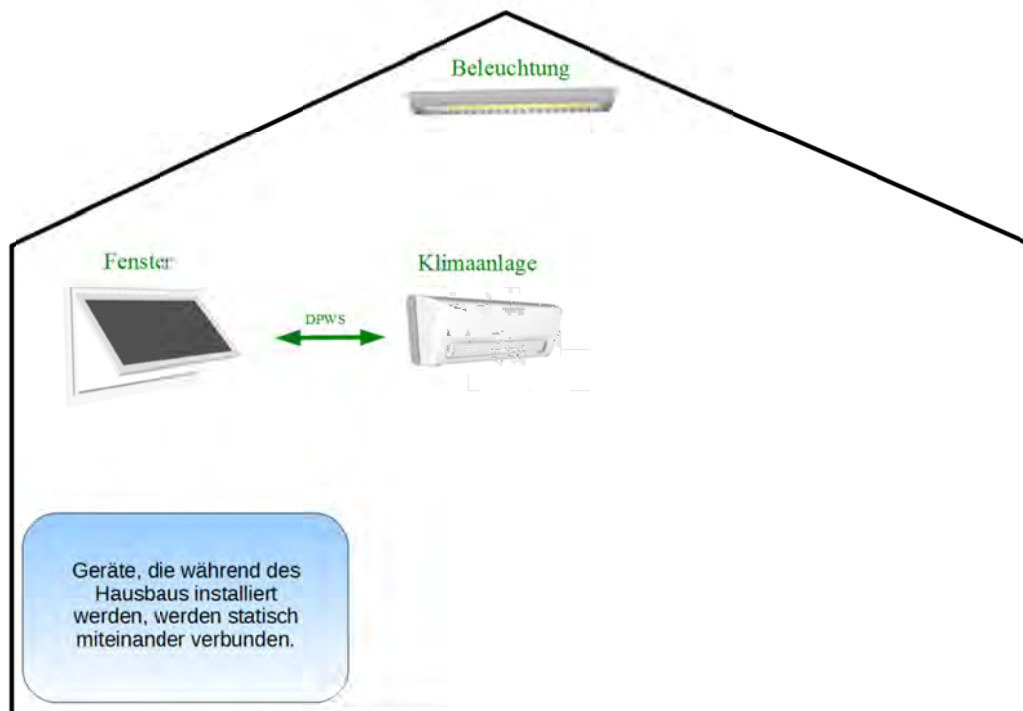 Beleuchtung
Fenster
Klimaanlage
DPWS
Geräte, die während des
Hausbaus installiert
werden, werden statisch
miteinander verbunden.